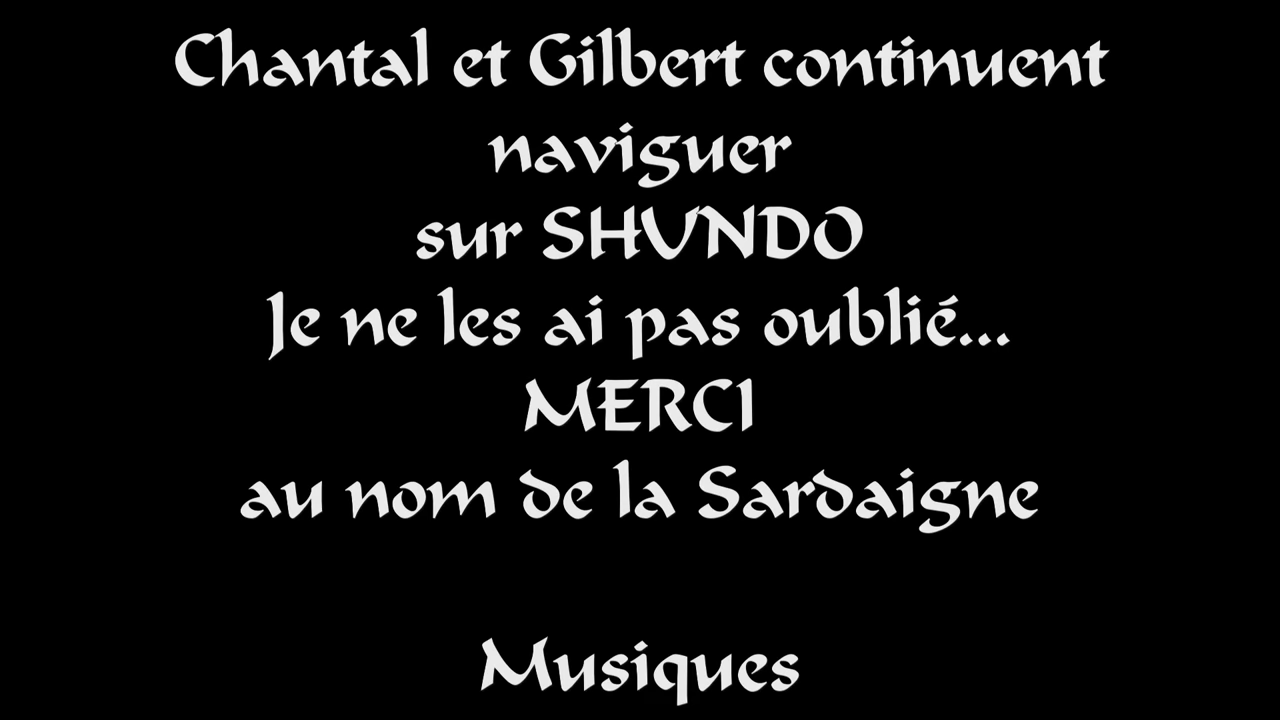 Chantal et Gilbert continuent
naviguer
sur SHUNDO
Je ne les ai pas oublié...
MERCI
au nom de la Sardaigne
Musiques